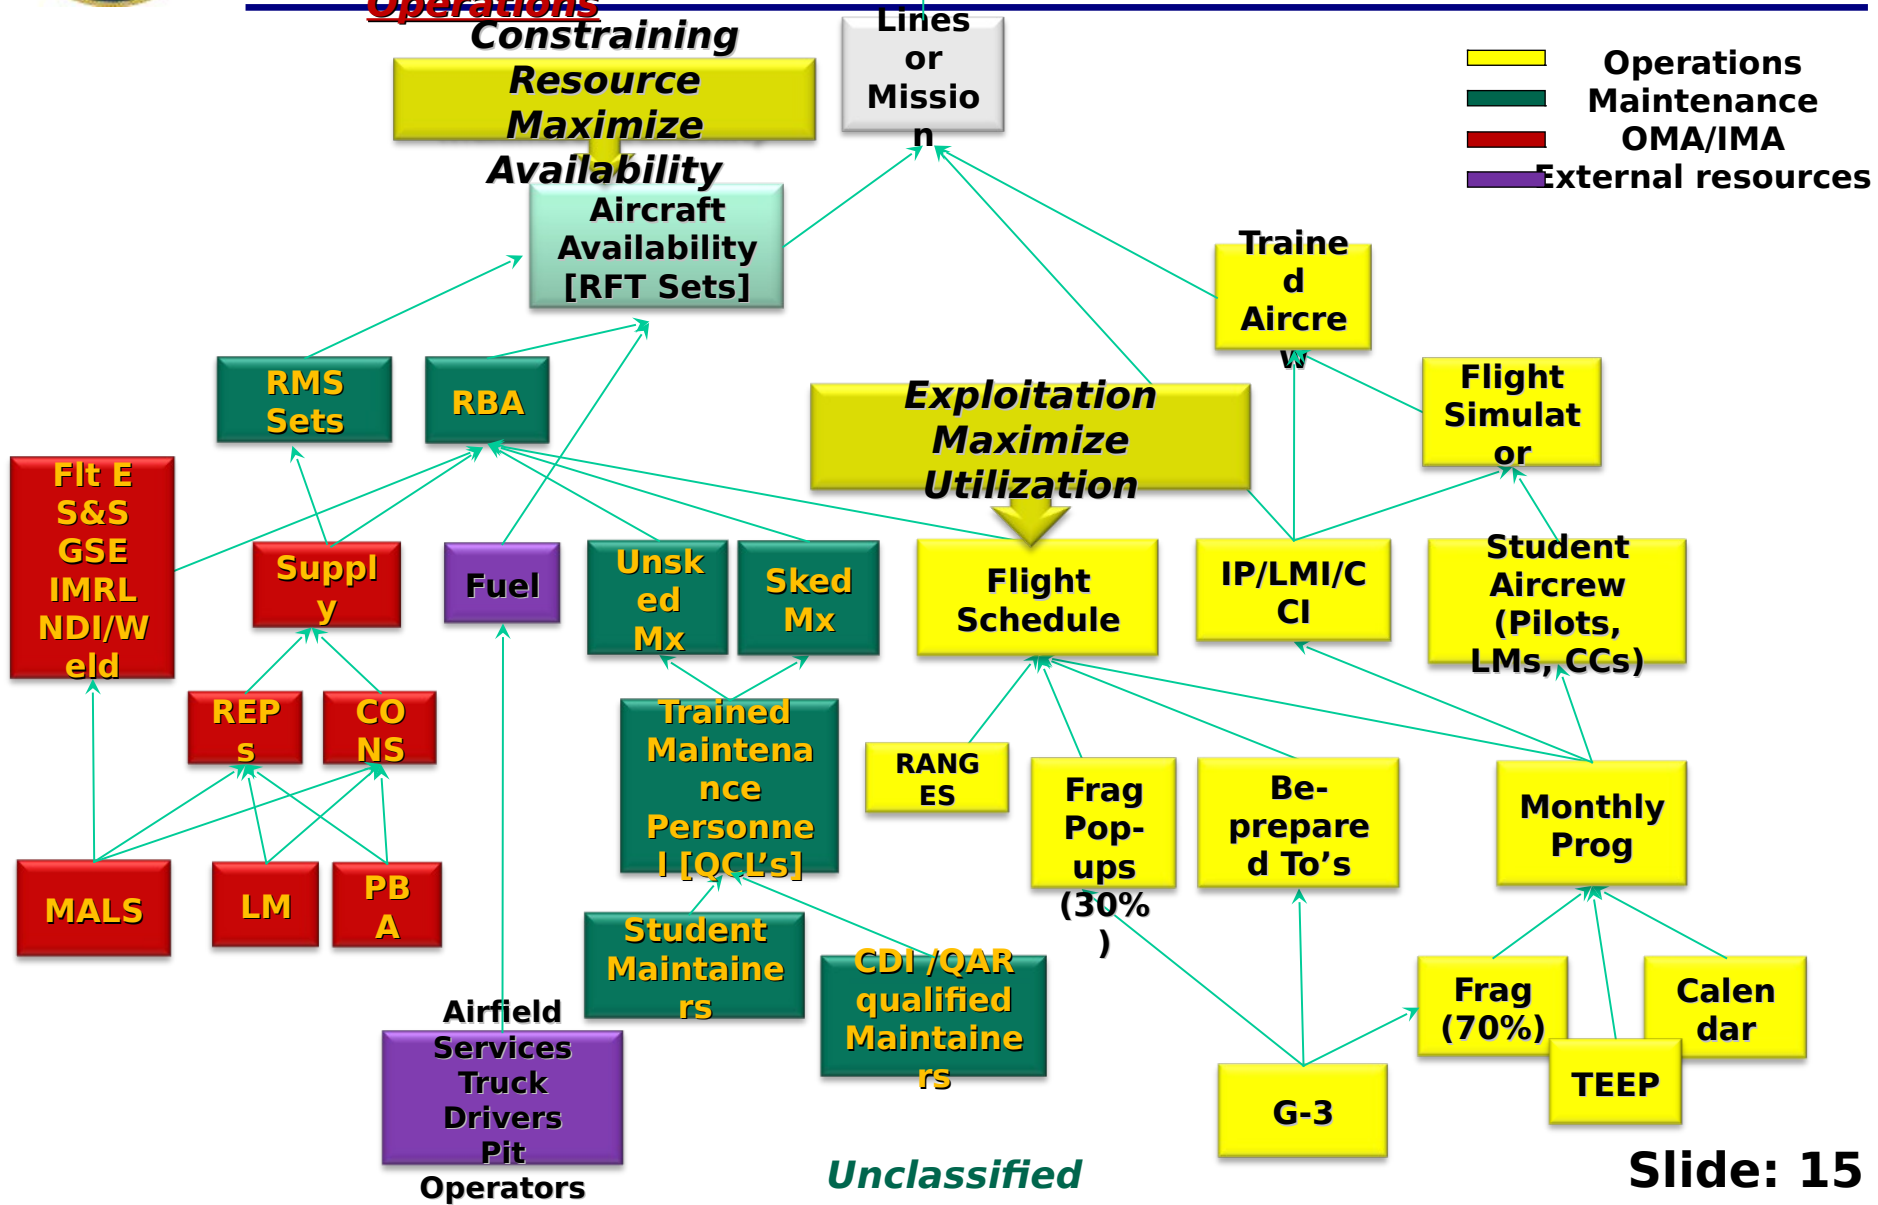 Operations
Constraining
Resource
Maximize
Availability
Lines
or
Missio
n
Operations
Maintenance
OMA/IMA
External resources
Aircraft
Availability
[RFT Sets]
Traine
d
Aircre
w
RMS
Sets
RBA
Exploitation
Maximize
Utilization
Flight
Simulat
or
Flt E
S&S
GSE
IMRL
NDI/W
eld
Suppl
y
Fuel
Unsk
ed
Mx
Sked
Mx
Flight
Schedule
IP/LMI/C
CI
Student
Aircrew
(Pilots,
LMs, CCs)
REP
s
CO
NS
Trained
Maintena
nce
Personne
l [QCL’s]
RANG
ES
Frag
Pop-
ups
(30%
)
Be-
prepare
d To’s
Monthly
Prog
MALS
LM
PB
A
Student
Maintaine
rs
CDI /QAR
qualified
Maintaine
rs
Frag
(70%)
Calen
dar
TEEP
G-3
Airfield
Services
Truck
Drivers
Pit
Operators
Unclassified
Slide: 15